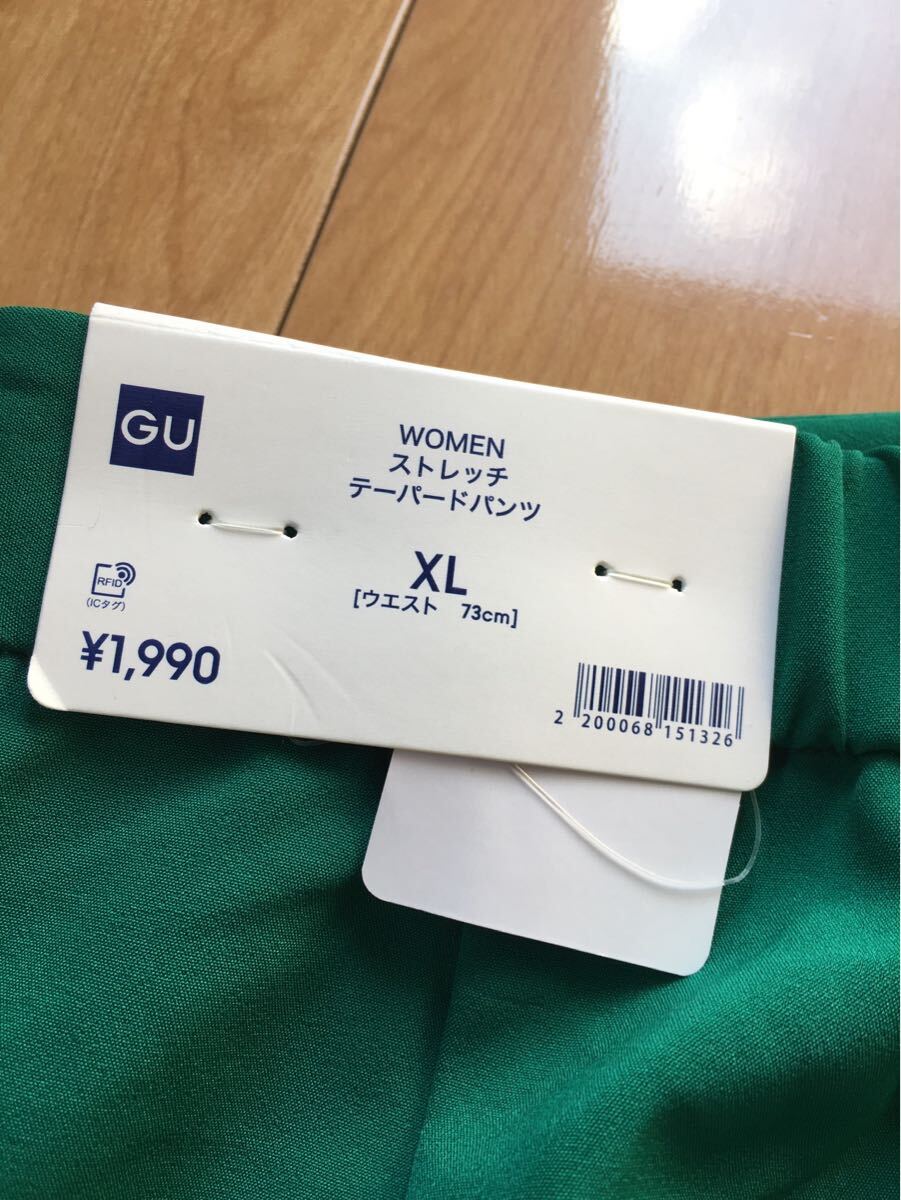 GU
WOMEN
ストレッチ
テーパードパンツ
XL
[ウエスト 73cm]
RFID
(ICタグ)
¥1,990
2 200068 151326